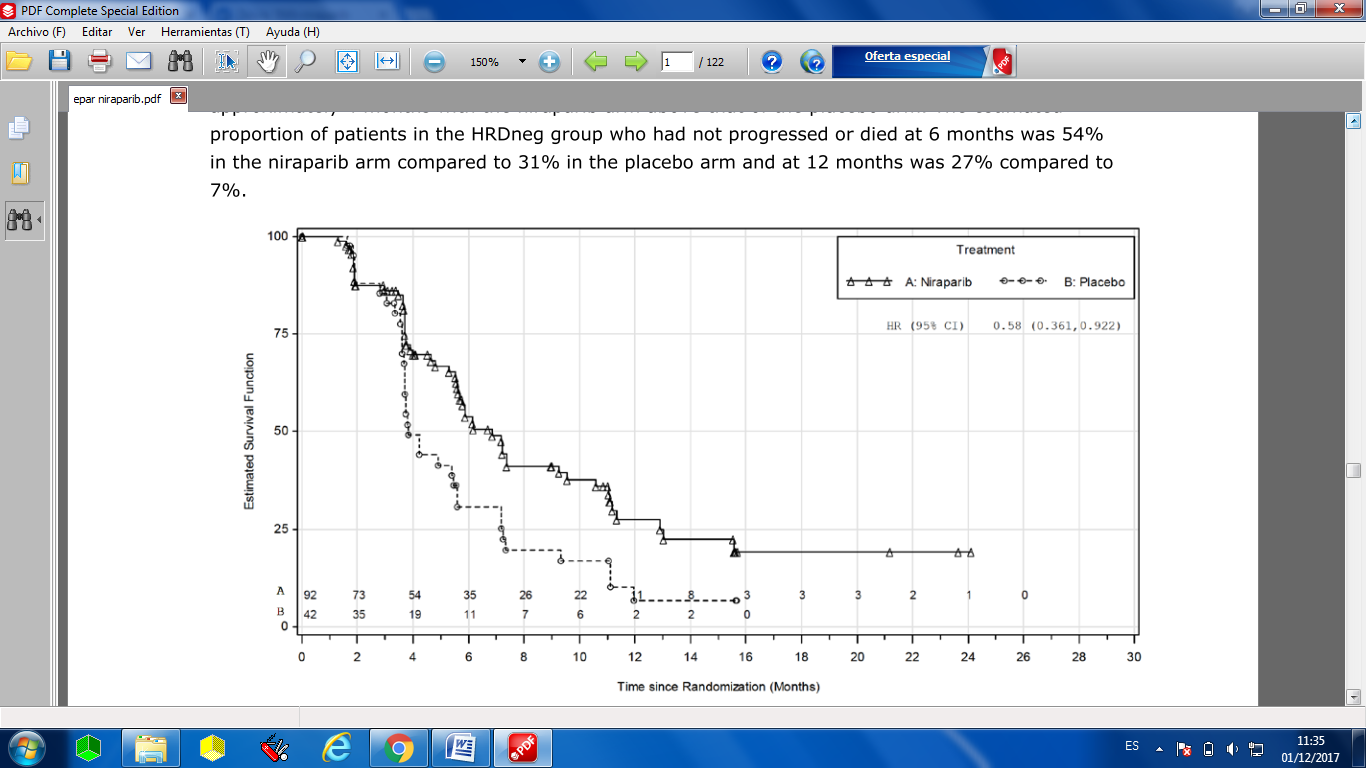 PDF Complete Special Edition
Archivo (F) Editar Ver Herramientas (T) Ayuda (H)
150% 1 / 122 Oferta especial
epar niraparib.pdf
proportion of patients in the HRDneg group who had not progressed or died at 6 months was 54%
in the niraparib arm compared to 31% in the placebo arm and at 12 months was 27% compared to
7%.
Treatment
A: Niraparib B: Placebo
HR (95% CI) 0.58 (0.361,0.922)
Estimated Survival Function
100
75
50
25
0
A 92 73 54 35 26 22 11 8 3 3 3 2 1 0
B 42 35 19 11 7 6 2 2 0
0 2 4 6 8 10 12 14 16 18 20 22 24 26 28 30
Time since Randomization (Months)
ES 11:35
01/12/2017